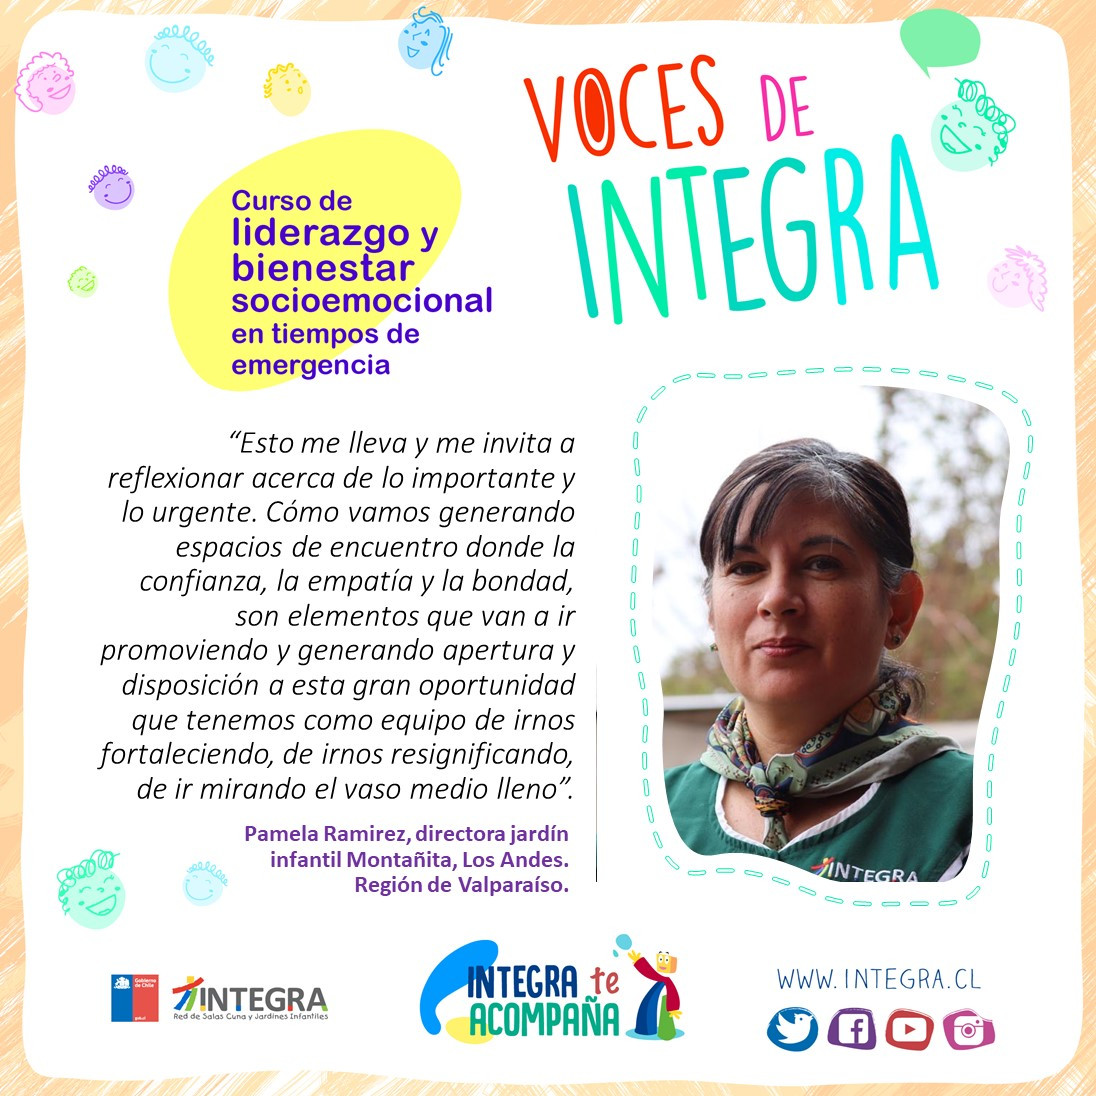 VOCES DE
INTEGRA
Curso de
liderazgo y
bienestar
socioemocional
en tiempos de
emergencia
“Esto me lleva y me invita a
reflexionar acerca de lo importante y
lo urgente. Cómo vamos generando
espacios de encuentro donde la
confianza, la empatía y la bondad,
son elementos que van a ir
promoviendo y generando apertura y
disposición a esta gran oportunidad
que tenemos como equipo de irnos
fortaleciendo, de irnos resignificando,
de ir mirando el vaso medio lleno”.
Pamela Ramirez, directora jardín
infantil Montañita, Los Andes.
Región de Valparaíso.
INTEGRA
Gobierno
de Chile
gob.cl
INTEGRA
Red de Salas Cuna y Jardines Infantiles
INTEGRA te
ACOMPAÑA
WWW.INTEGRA.CL